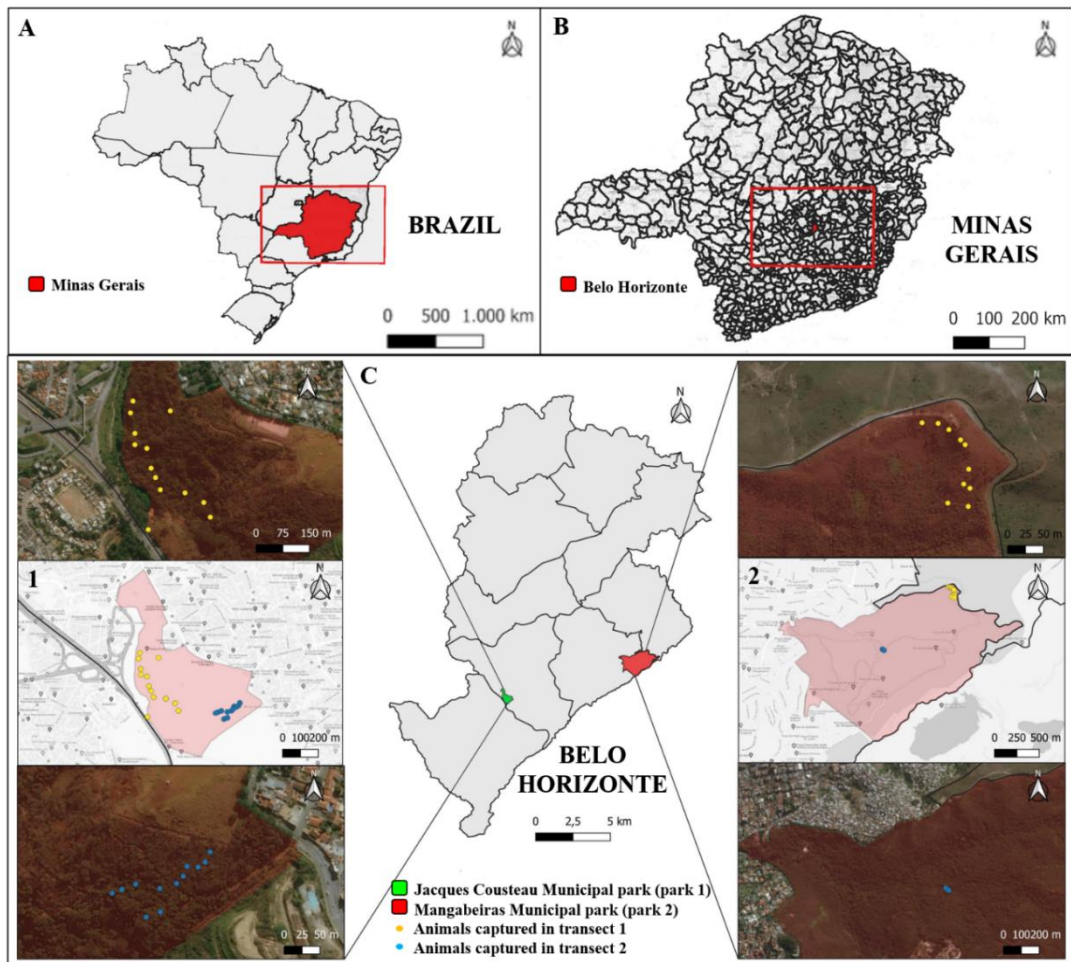 A
N
BRAZIL
Minas Gerais
0 500 1.000 km
B
N
MINAS
GERAIS
Belo Horizonte
0 100 200 km
C
N
N
0 75 150 m
1
N
0 100200 m
N
0 25 50 m
BELO
HORIZONTE
0 2,5 5 km
N
0 25 50 m
2
N
0 250 500 m
N
0 100200 m
Jacques Cousteau Municipal park (park 1)
Mangabeiras Municipal park (park 2)
Animals captured in transect 1
Animals captured in transect 2